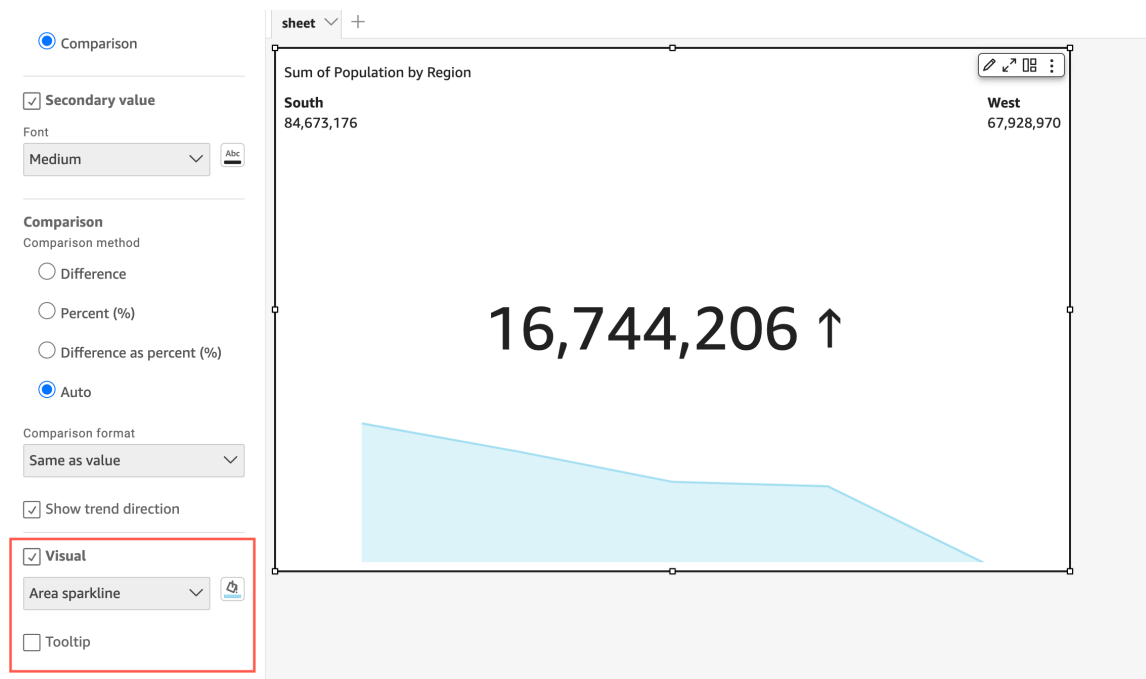 Comparison
Secondary value
Font
Medium
Abc
Comparison
Comparison method
Difference
Percent (%)
Difference as percent (%)
Auto
Comparison format
Same as value
Show trend direction
Visual
Area sparkline
Tooltip
sheet
Sum of Population by Region
South
84,673,176
West
67,928,970
16,744,206 ↑